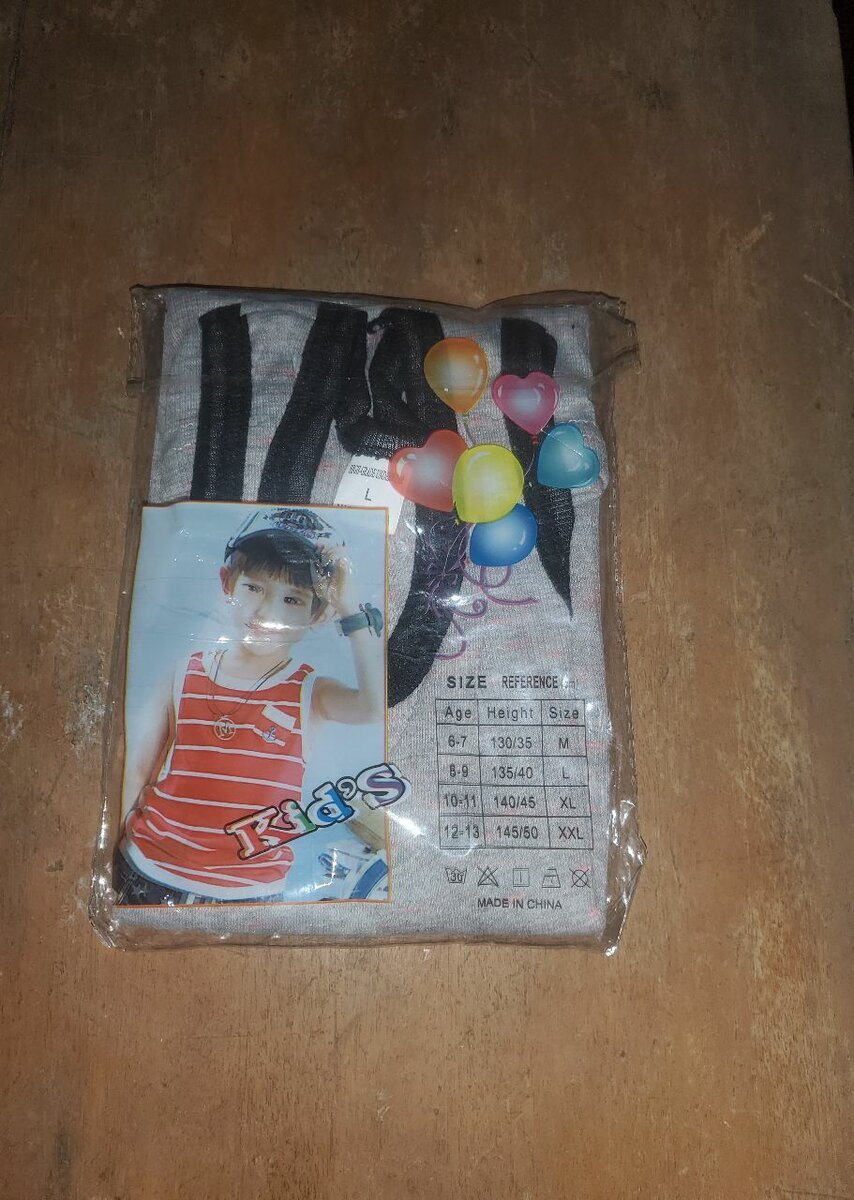 L
Kid's
SIZE REFERENCE
Age Height Size
6-7 130/35 M
8-9 135/40 L
10-11 140/45 XL
12-13 145/50 XXL
30
MADE IN CHINA